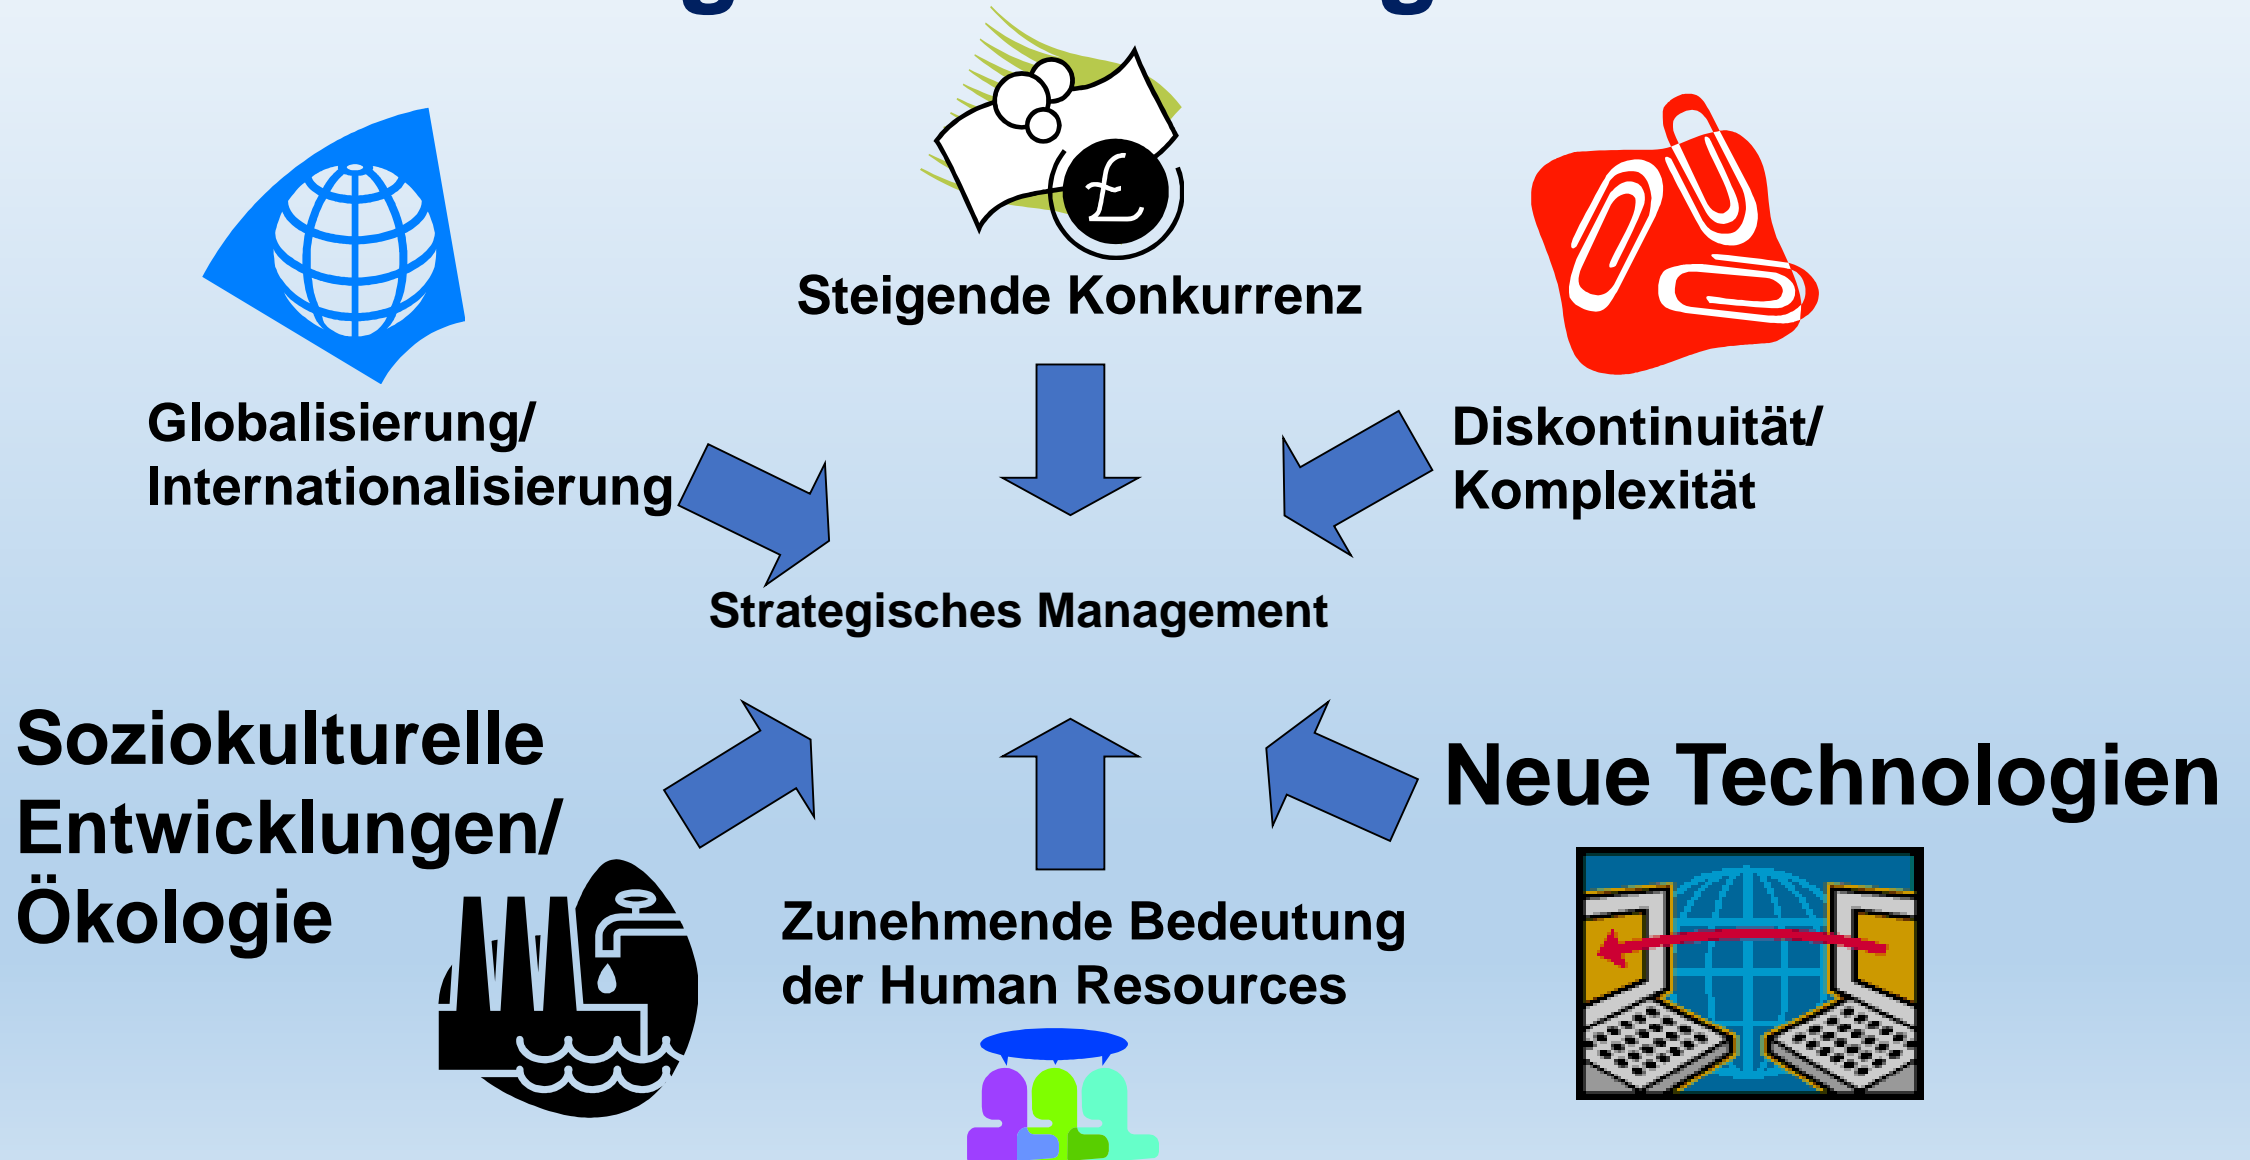 Steigende Konkurrenz
Globalisierung/
Internationalisierung
Diskontinuität/
Komplexität
Strategisches Management
Soziokulturelle
Entwicklungen/
Ökologie
Neue Technologien
Zunehmende Bedeutung
der Human Resources
£